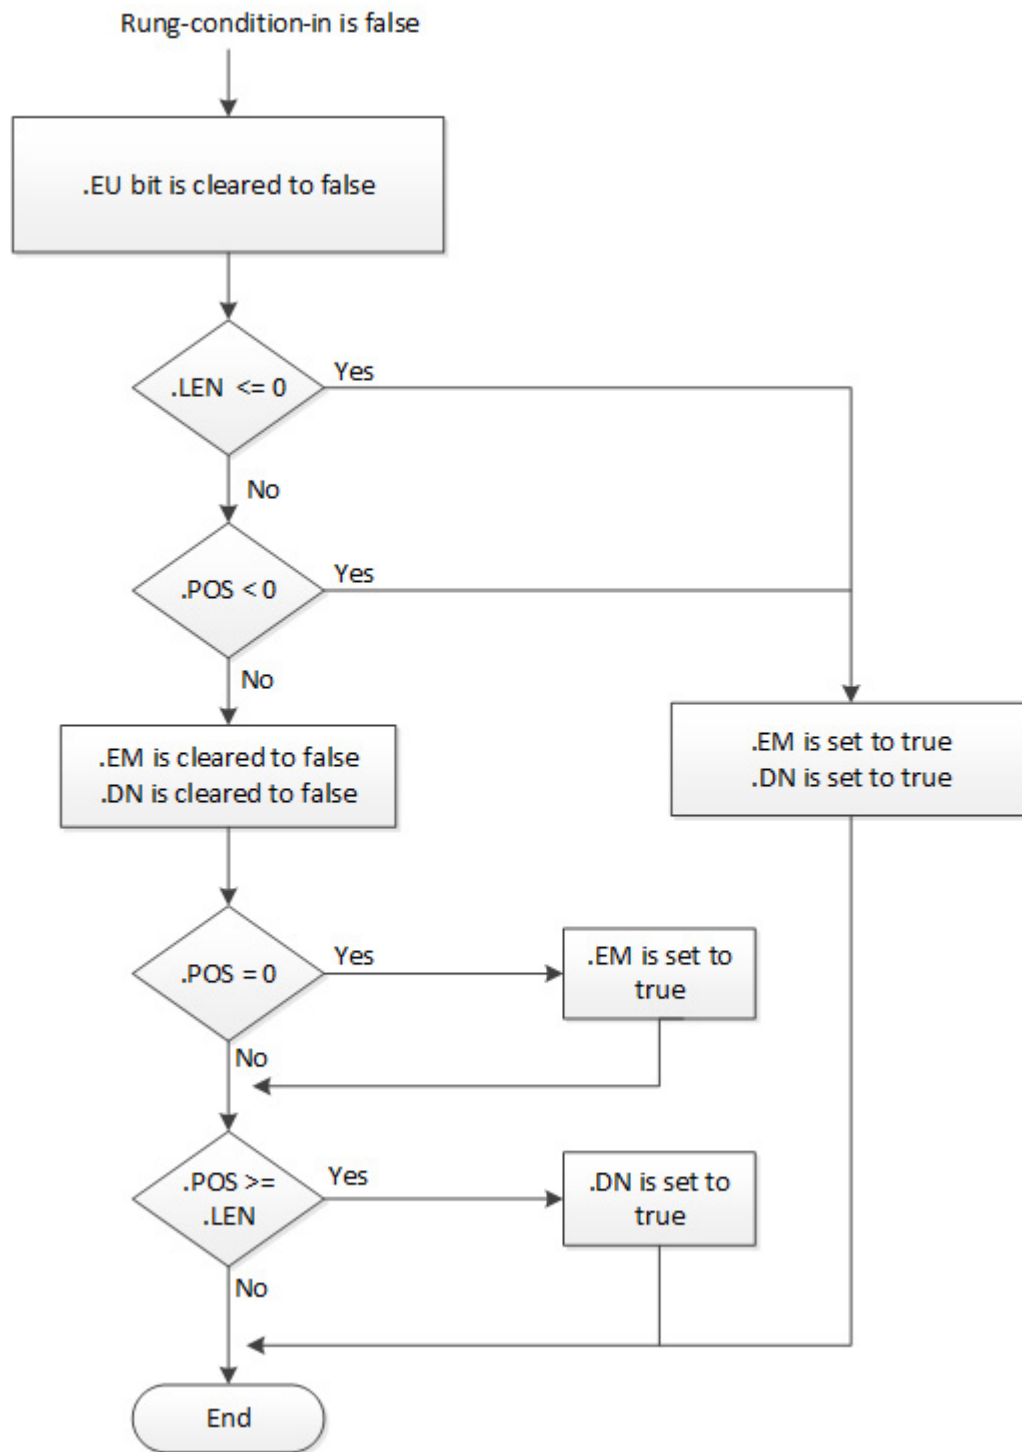 Rung-condition-in is false
.EU bit is cleared to false
.LEN <= 0
Yes
No
.POS < 0
Yes
No
.EM is cleared to false
.DN is cleared to false
.EM is set to true
.DN is set to true
.POS = 0
Yes
.EM is set to
true
No
.POS >=
.LEN
Yes
.DN is set to
true
No
End